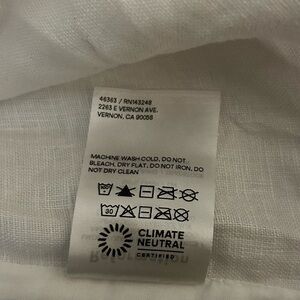 46363 / RN143248
2263 E VERNON AVE.
VERNON, CA 90058
MACHINE WASH COLD, DO NOT
BLEACH, DRY FLAT, DO NOT IRON, DO
NOT DRY CLEAN
30
CLIMATE
NEUTRAL
CERTIFIED
Reformation